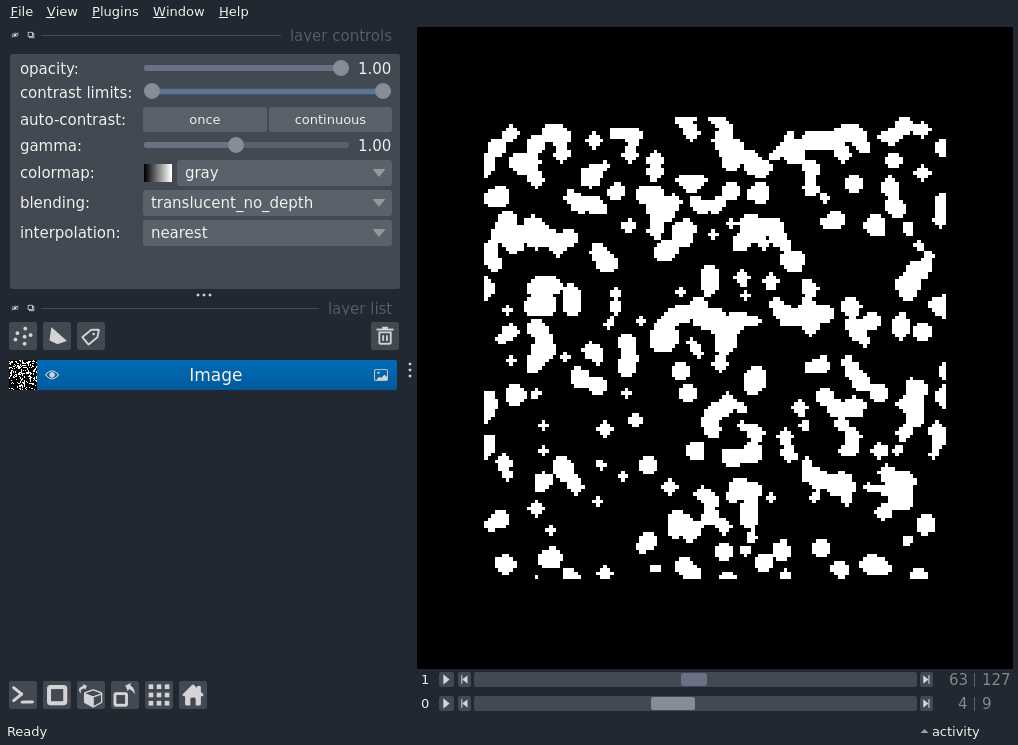 File View Plugins Window Help
layer controls
opacity: 1.00
contrast limits:
auto-contrast: once continuous
gamma: 1.00
colormap: gray
blending: translucent_no_depth
interpolation: nearest
layer list
Image
1 63 | 127
0 4 | 9
Ready activity